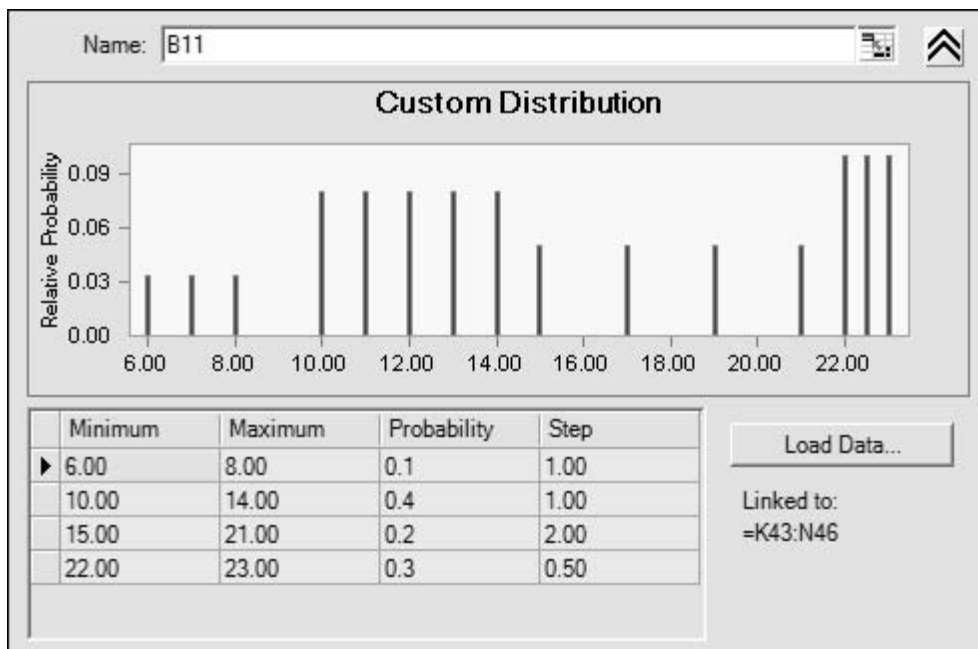 Name: B11
Custom Distribution
Relative Probability
0.09
0.06
0.03
0.00
6.00 8.00 10.00 12.00 14.00 16.00 18.00 20.00 22.00
Minimum Maximum Probability Step
6.00 8.00 0.1 1.00
10.00 14.00 0.4 1.00
15.00 21.00 0.2 2.00
22.00 23.00 0.3 0.50
Load Data...
Linked to:
=K43:N46